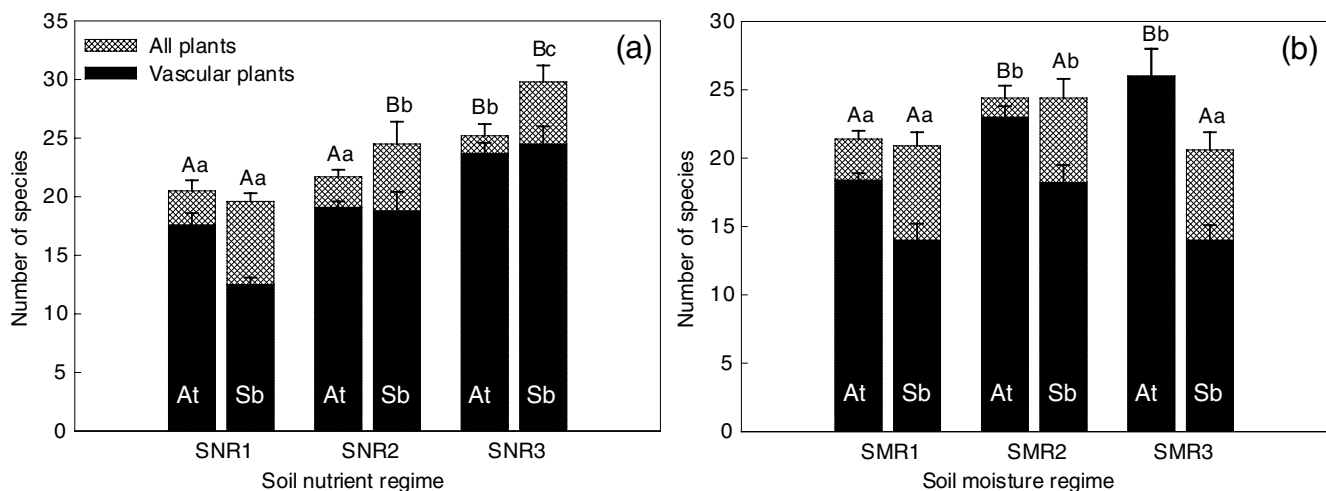 35
30
25
20
15
10
5
0
Number of species
All plants
Vascular plants
(a)
Aa
Aa
Aa
Bb
Bb
Bc
At
Sb
At
Sb
At
Sb
SNR1
SNR2
SNR3
Soil nutrient regime
30
25
20
15
10
5
0
Number of species
(b)
Aa
Aa
Bb
Ab
Bb
Aa
At
Sb
At
Sb
At
Sb
SMR1
SMR2
SMR3
Soil moisture regime